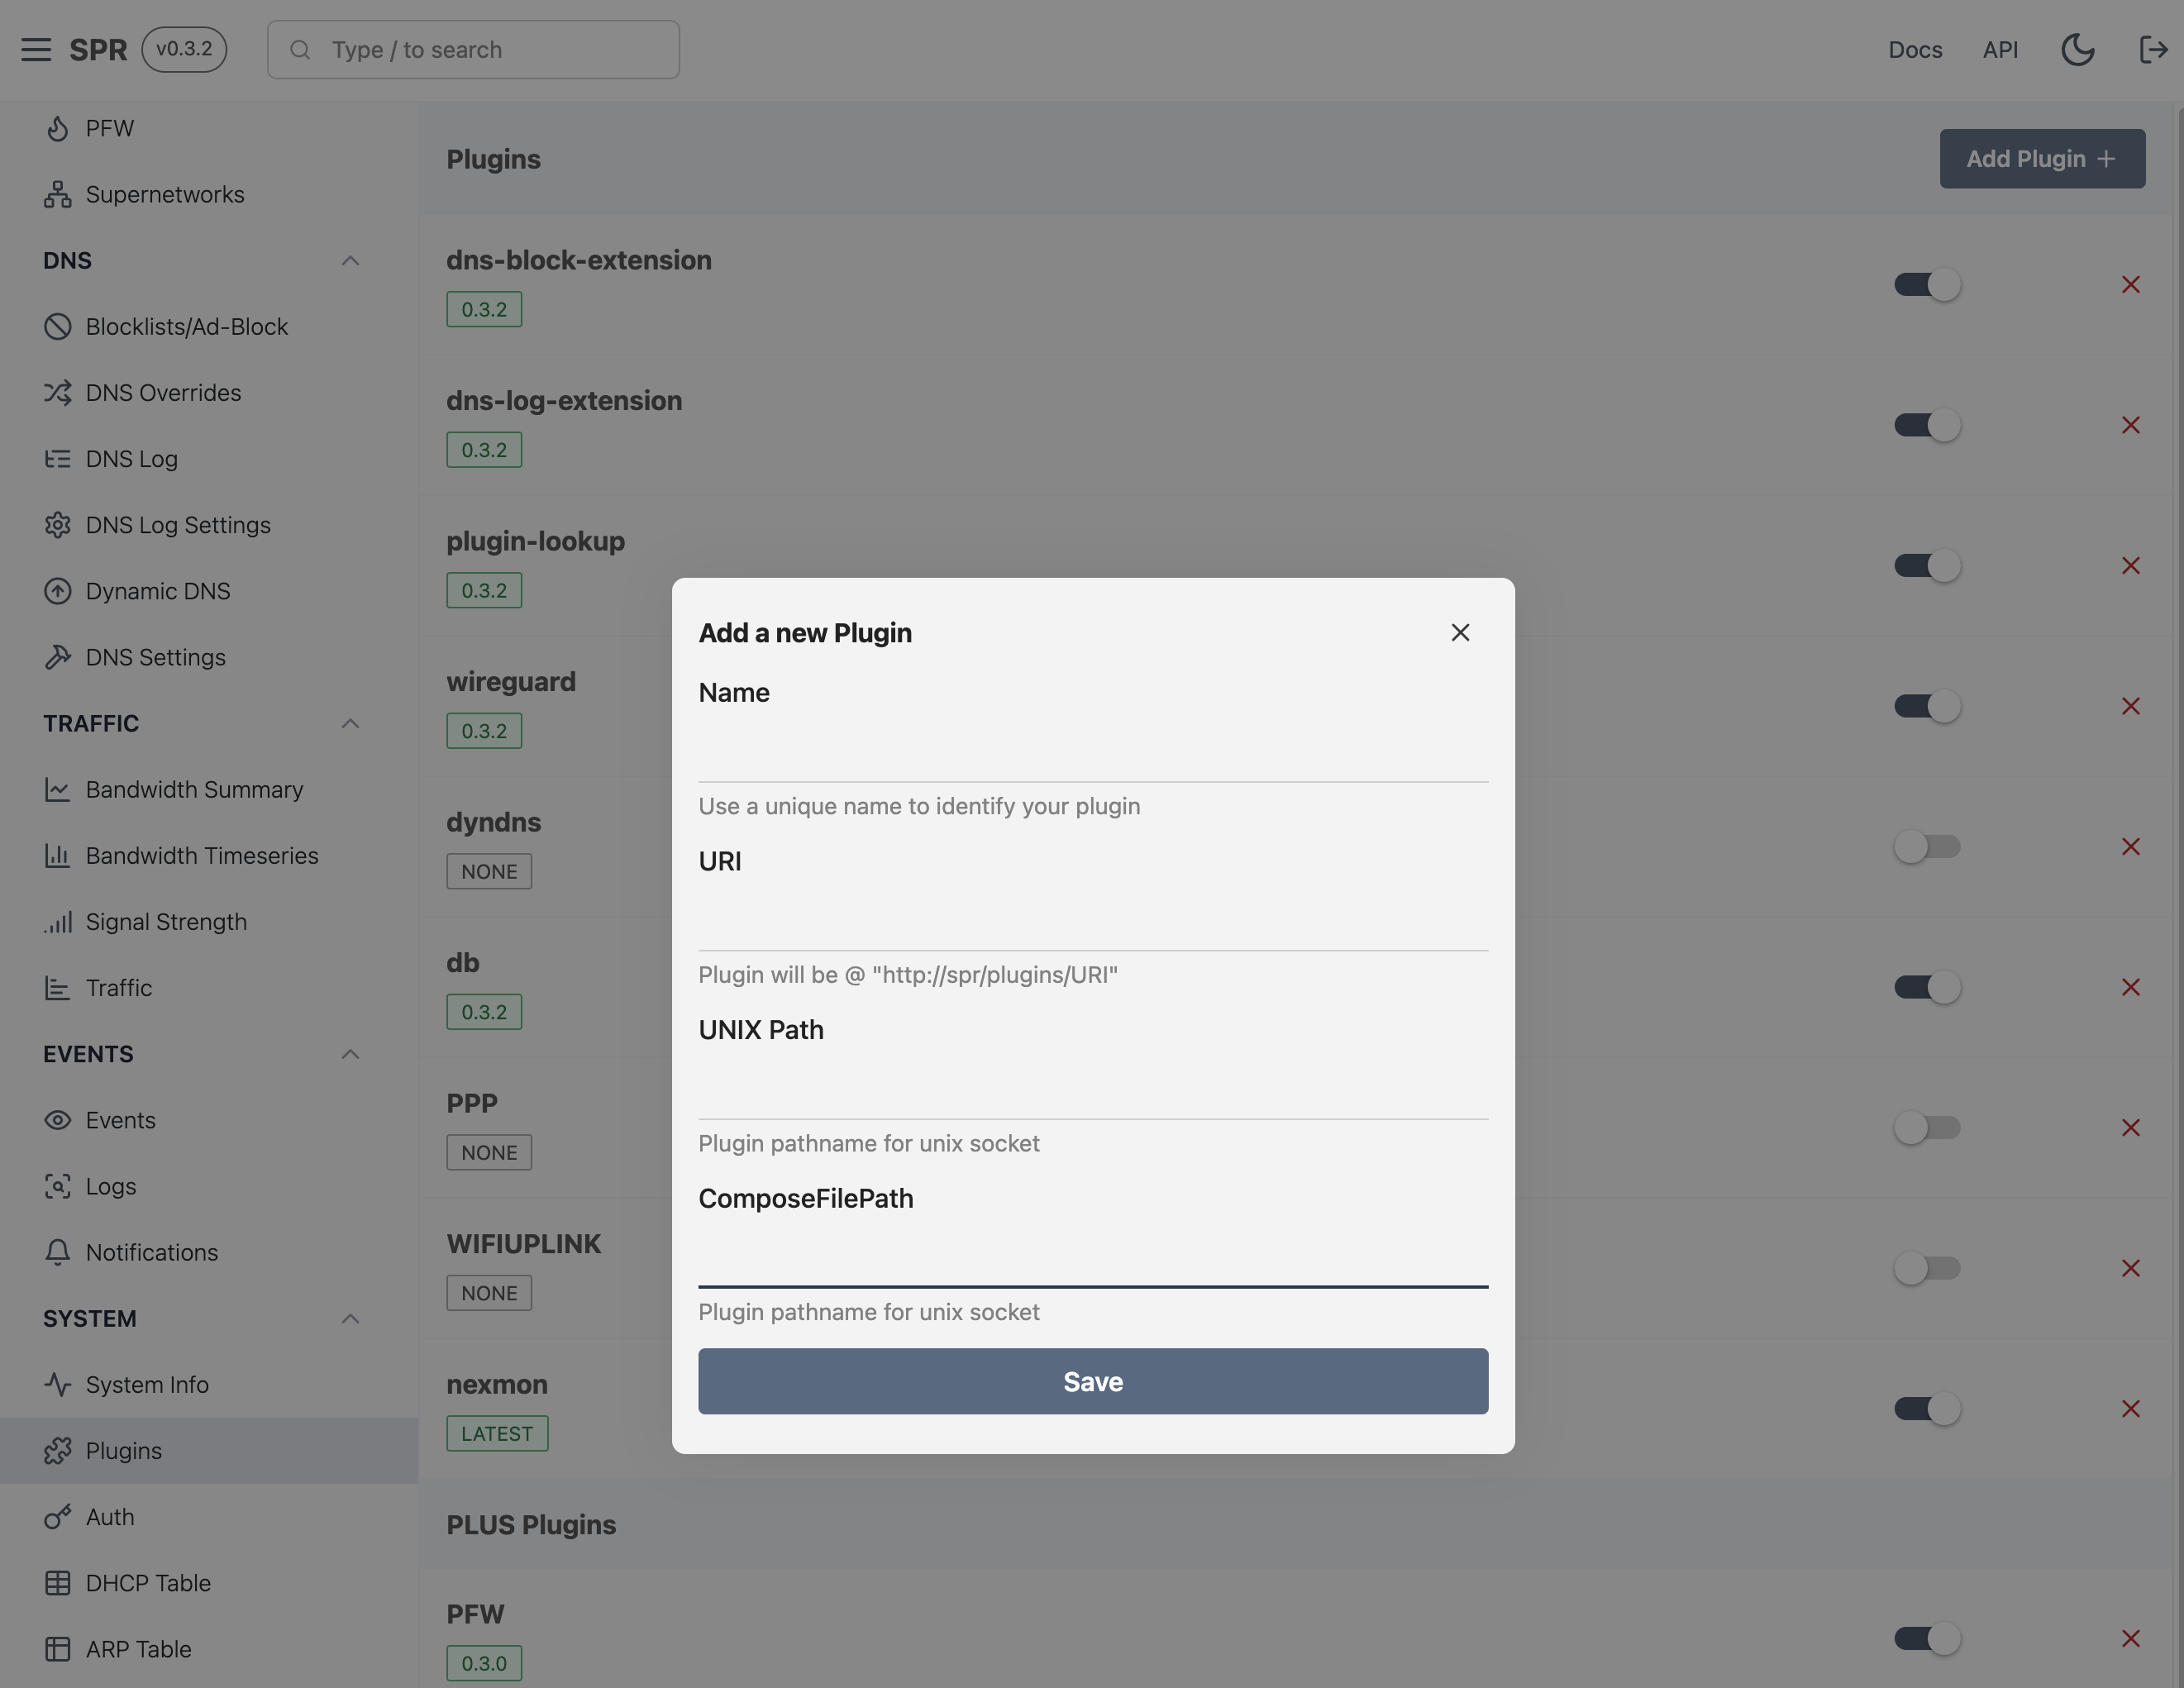 SPR
v0.3.2
Type / to search
Docs
API
PFW
Supernetworks
DNS
Blocklists/Ad-Block
DNS Overrides
DNS Log
DNS Log Settings
Dynamic DNS
DNS Settings
TRAFFIC
Bandwidth Summary
Bandwidth Timeseries
Signal Strength
Traffic
EVENTS
Events
Logs
Notifications
SYSTEM
System Info
Plugins
Auth
DHCP Table
ARP Table
Plugins
Add Plugin +
dns-block-extension
0.3.2
dns-log-extension
0.3.2
plugin-lookup
0.3.2
wireguard
0.3.2
dyndns
NONE
db
0.3.2
PPP
NONE
WIFIUPLINK
NONE
nexmon
LATEST
PLUS Plugins
PFW
0.3.0
Add a new Plugin
Name
Use a unique name to identify your plugin
URI
Plugin will be @ "http://spr/plugins/URI"
UNIX Path
Plugin pathname for unix socket
ComposeFilePath
Plugin pathname for unix socket
Save